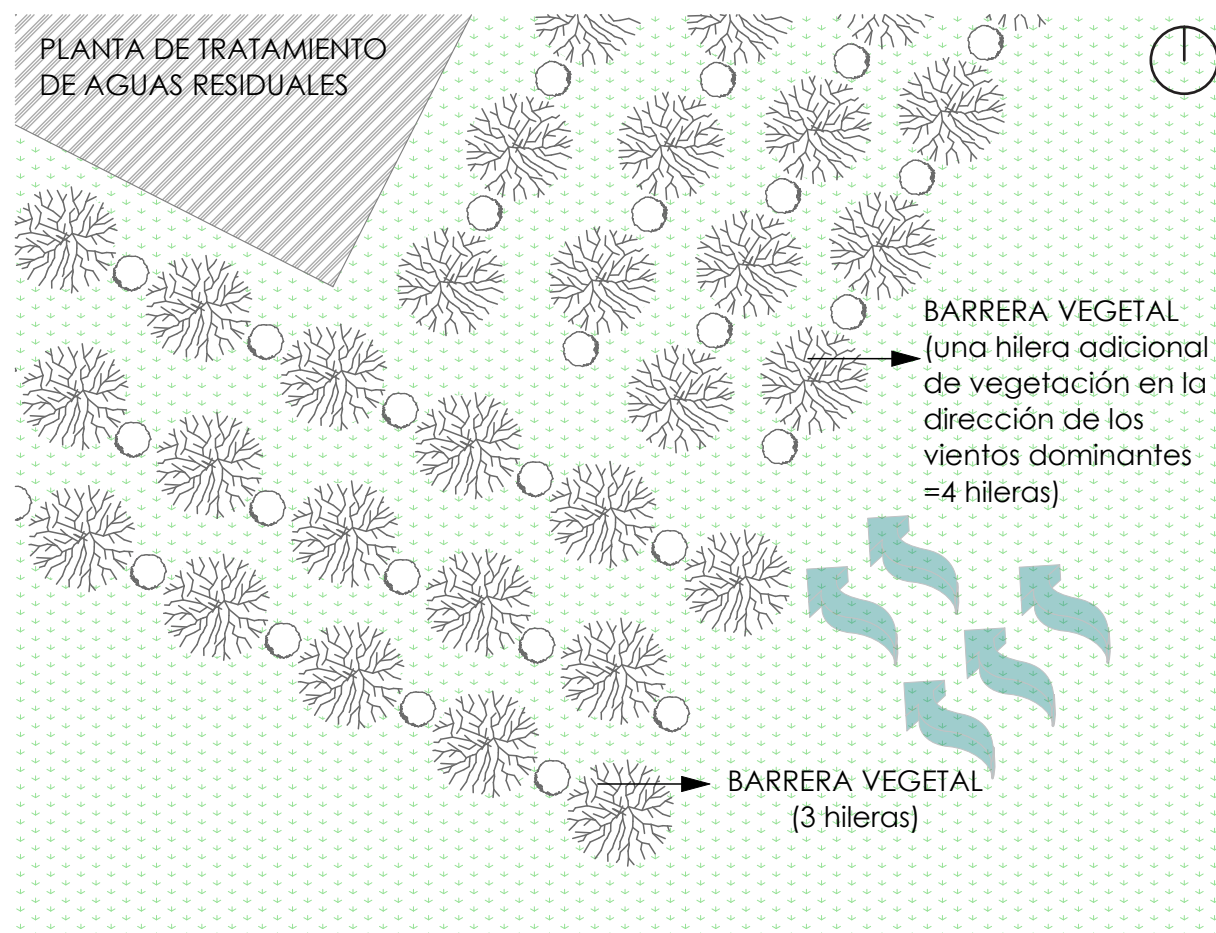 PLANTA DE TRATAMIENTO
DE AGUAS RESIDUALES
BARRERA VEGETAL
(una hilera adicional
de vegetación en la
dirección de los
vientos dominantes
=4 hileras)
BARRERA VEGETAL
(3 hileras)